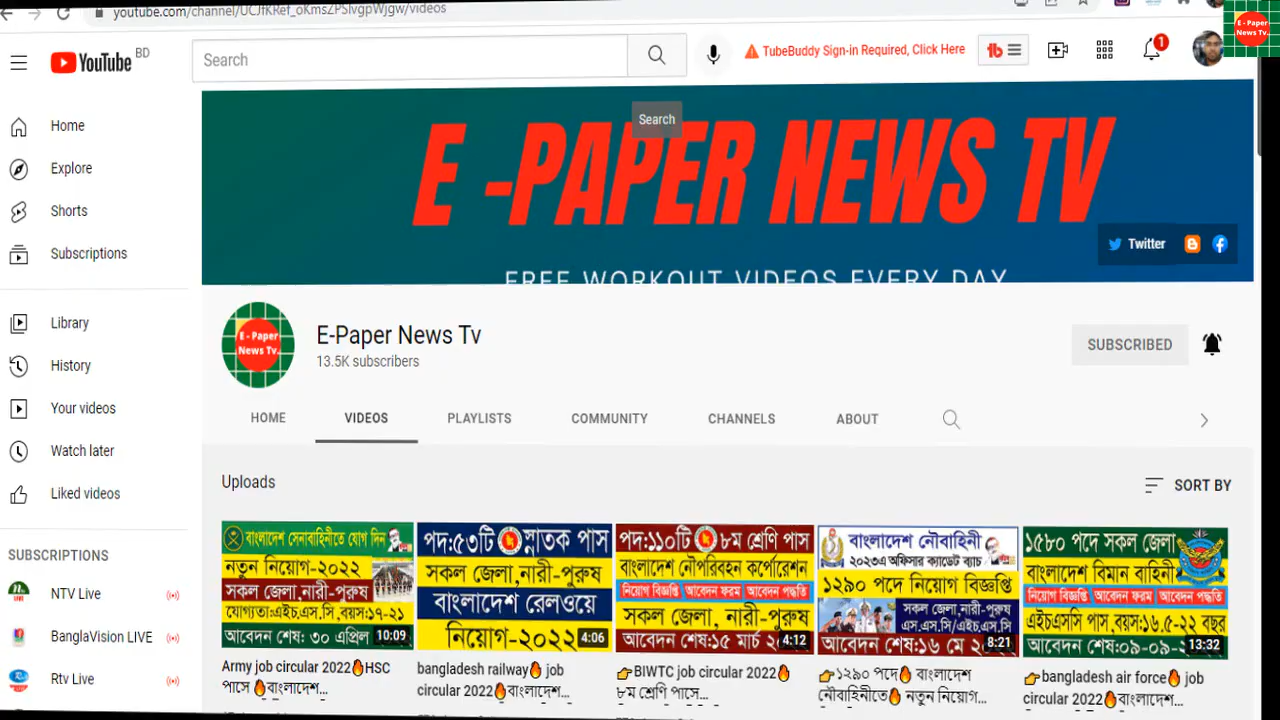 youtube.com/channel/UCJfKRef_oKmsZPSIvgpWjgw/videos
E - Paper
News Tv.
YouTube BD
Search
TubeBuddy Sign-in Required, Click Here
1
Home
Explore
Shorts
Subscriptions
Library
History
Your videos
Watch later
Liked videos
SUBSCRIPTIONS
NTV Live
BanglaVision LIVE
Rtv Live
Search
E -PAPER NEWS TV
FREE WORKOUT VIDEOS EVERY DAY
Twitter
E - Paper
News Tv.
E-Paper News Tv
13.5K subscribers
SUBSCRIBED
HOME VIDEOS PLAYLISTS COMMUNITY CHANNELS ABOUT
Uploads
SORT BY
বাংলাদেশ সেনাবাহিনীতে যোগ দিন
নতুন নিয়োগ-২০২২
সকল জেলা,নারী-পুরুষ
যোগ্যতা:এইচ.এস.সি,বয়স:১৭-২১
আবেদন শেষ: ৩০ এপ্রিল
10:09
Army job circular 2022🔥HSC
পাসে 🔥বাংলাদেশ...
পদ:৫৩টি স্নাতক পাস
সকল জেলা,নারী-পুরুষ
বাংলাদেশ রেলওয়ে
নিয়োগ-২০২২
4:06
bangladesh railway🔥 job
circular 2022🔥বাংলাদেশ...
পদ:১১০টি ৮ম শ্রেণি পাস
বাংলাদেশ নৌপরিবহন কর্পোরেশন
নিয়োগ বিজ্ঞপ্তি আবেদন ফরম আবেদন পদ্ধতি
সকল জেলা, নারী-পুরুষ
আবেদন শেষ:১৫ মার্চ
4:12
👉BIWTC job circular 2022🔥
৮ম শ্রেণি পাসে...
বাংলাদেশ নৌবাহিনী
২০২৩এ অফিসার ক্যাডেট ব্যাচ
১২৯০ পদে নিয়োগ বিজ্ঞপ্তি
সকল জেলা,নারী-পুরুষ
এস.এস.সি/এইচ.এস.সি
আবেদন শেষ:১৬ মে
8:21
👉১২৯০ পদে🔥 বাংলাদেশ
নৌবাহিনীতে🔥 নতুন নিয়োগ...
১৫৮০ পদে সকল জেলা
বাংলাদেশ বিমান বাহিনী
নিয়োগ বিজ্ঞপ্তি আবেদন ফরম আবেদন পদ্ধতি
এইচএসসি পাস,বয়স:১৬.৫-২২ বছর
আবেদন শেষ:০৯-০৯-২
13:32
👉bangladesh air force🔥 job
circular 2022🔥বাংলাদেশ...